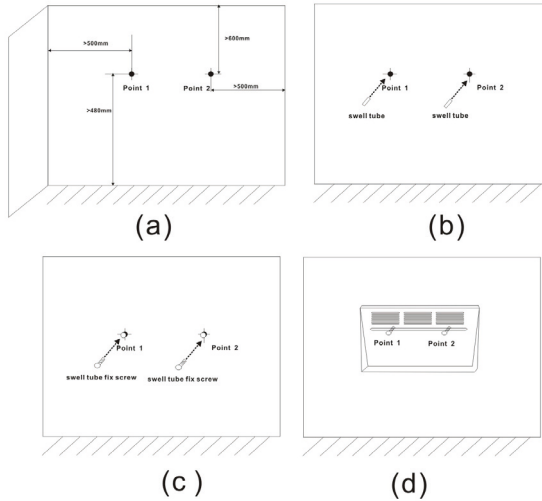 >600mm
>500mm
Point 1
Point 2
>500mm
>480mm
(a)
Point 1
Point 2
swell tube
swell tube
(b)
Point 1
Point 2
swell tube fix screw
swell tube fix screw
(c)
Point 1
Point 2
(d)